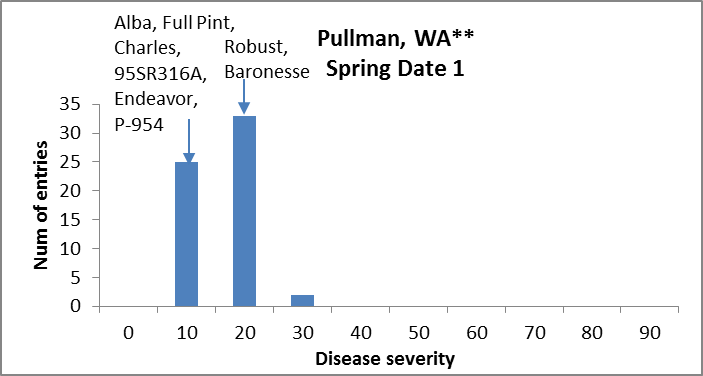 Alba, Full Pint,
Charles,
95SR316A,
Endeavor,
P-954
Robust,
Baronesse
Pullman, WA**
Spring Date 1
Num of entries
35
30
25
20
15
10
5
0
0 10 20 30 40 50 60 70 80 90
Disease severity